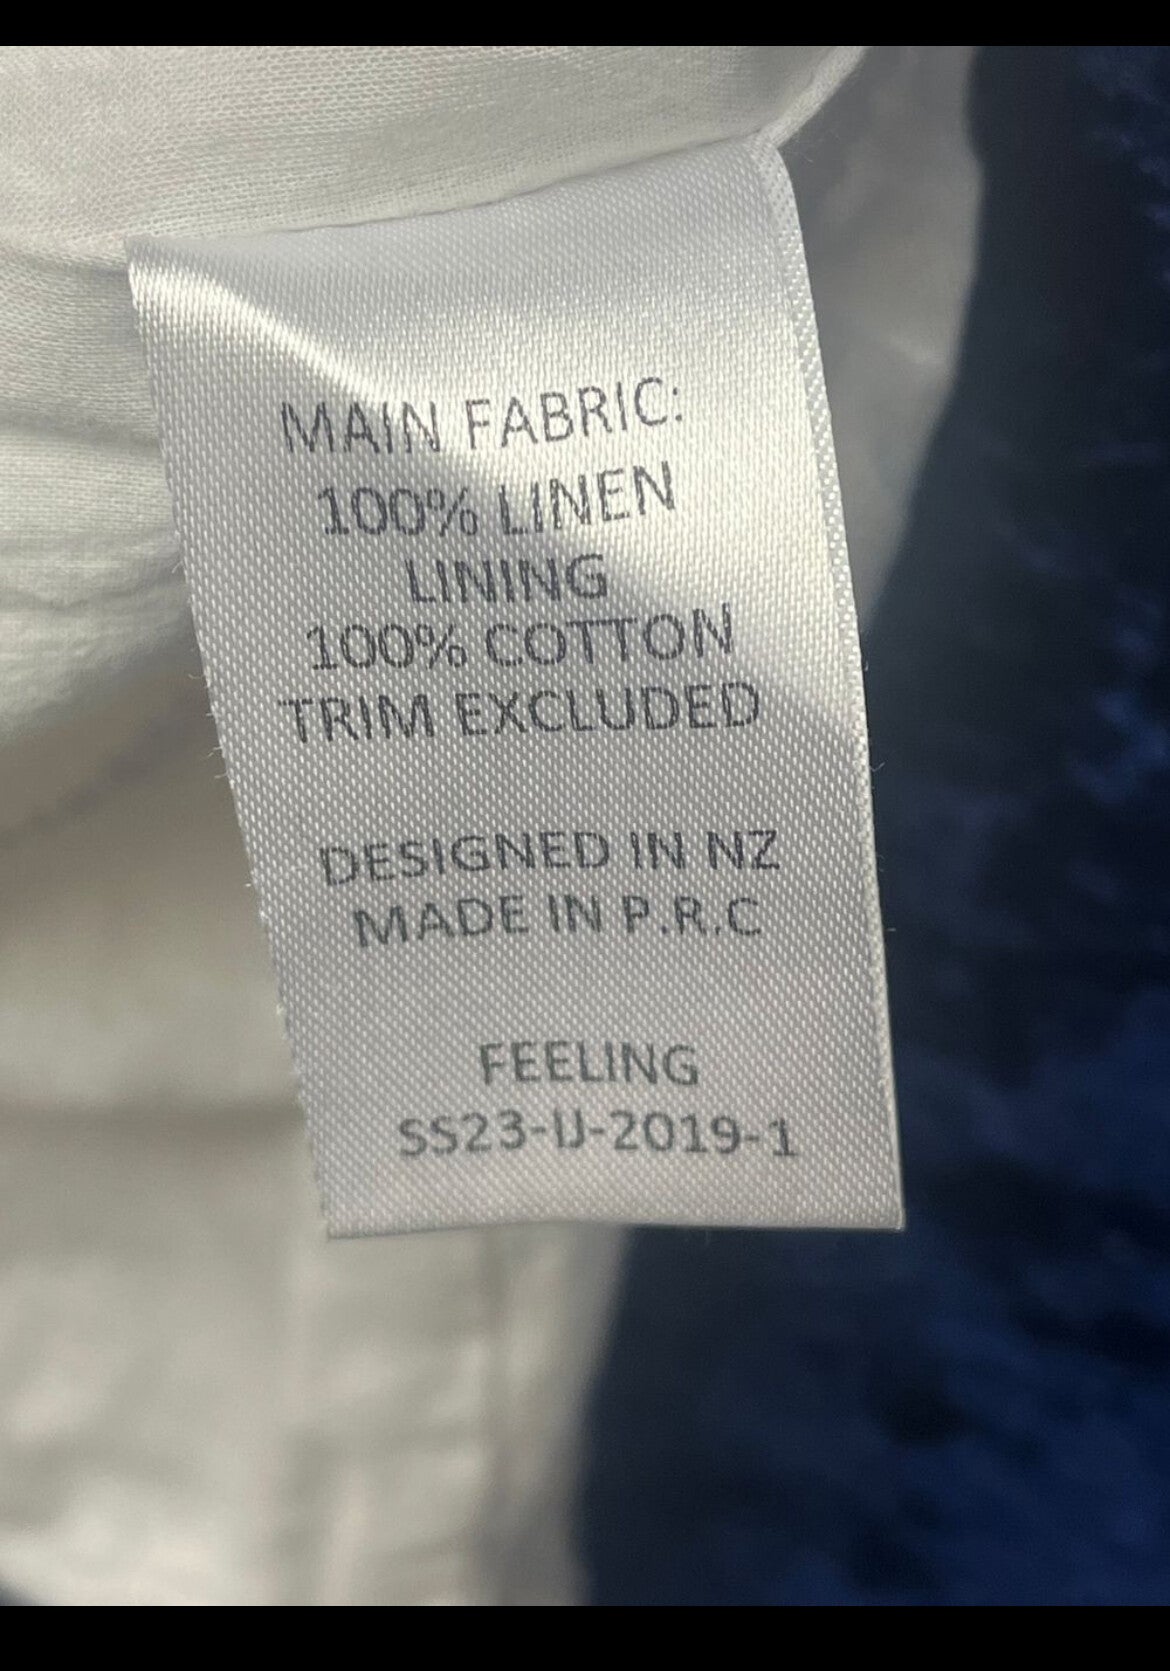 MAIN FABRIC:
100% LINEN
LINING
100% COTTON
TRIM EXCLUDED
DESIGNED IN NZ
MADE IN P.R.C
FEELING
SS23-IJ-2019-1